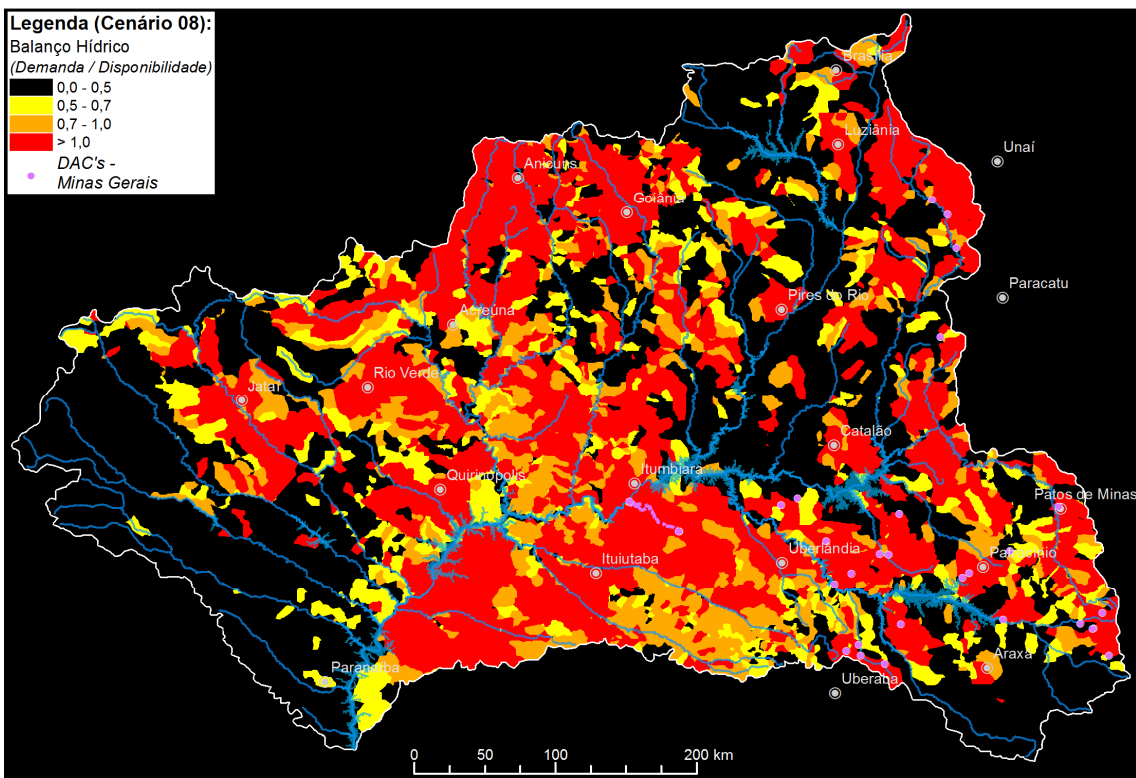 Legenda (Cenário 08):
Balanço Hídrico
(Demanda / Disponibilidade)
0,0 - 0,5
0,5 - 0,7
0,7 - 1,0
> 1,0
DAC's -
Minas Gerais
Brasília
Luziânia
Unaí
Anicuns
Goiânia
Paracatu
Pires do Rio
Acreúna
Rio Verde
Jataí
Catalão
Itumbiara
Quirinópolis
Patos de Minas
Uberlândia
Patrocínio
Ituiutaba
Araxá
Paranaíba
Uberaba
0 50 100 200 km